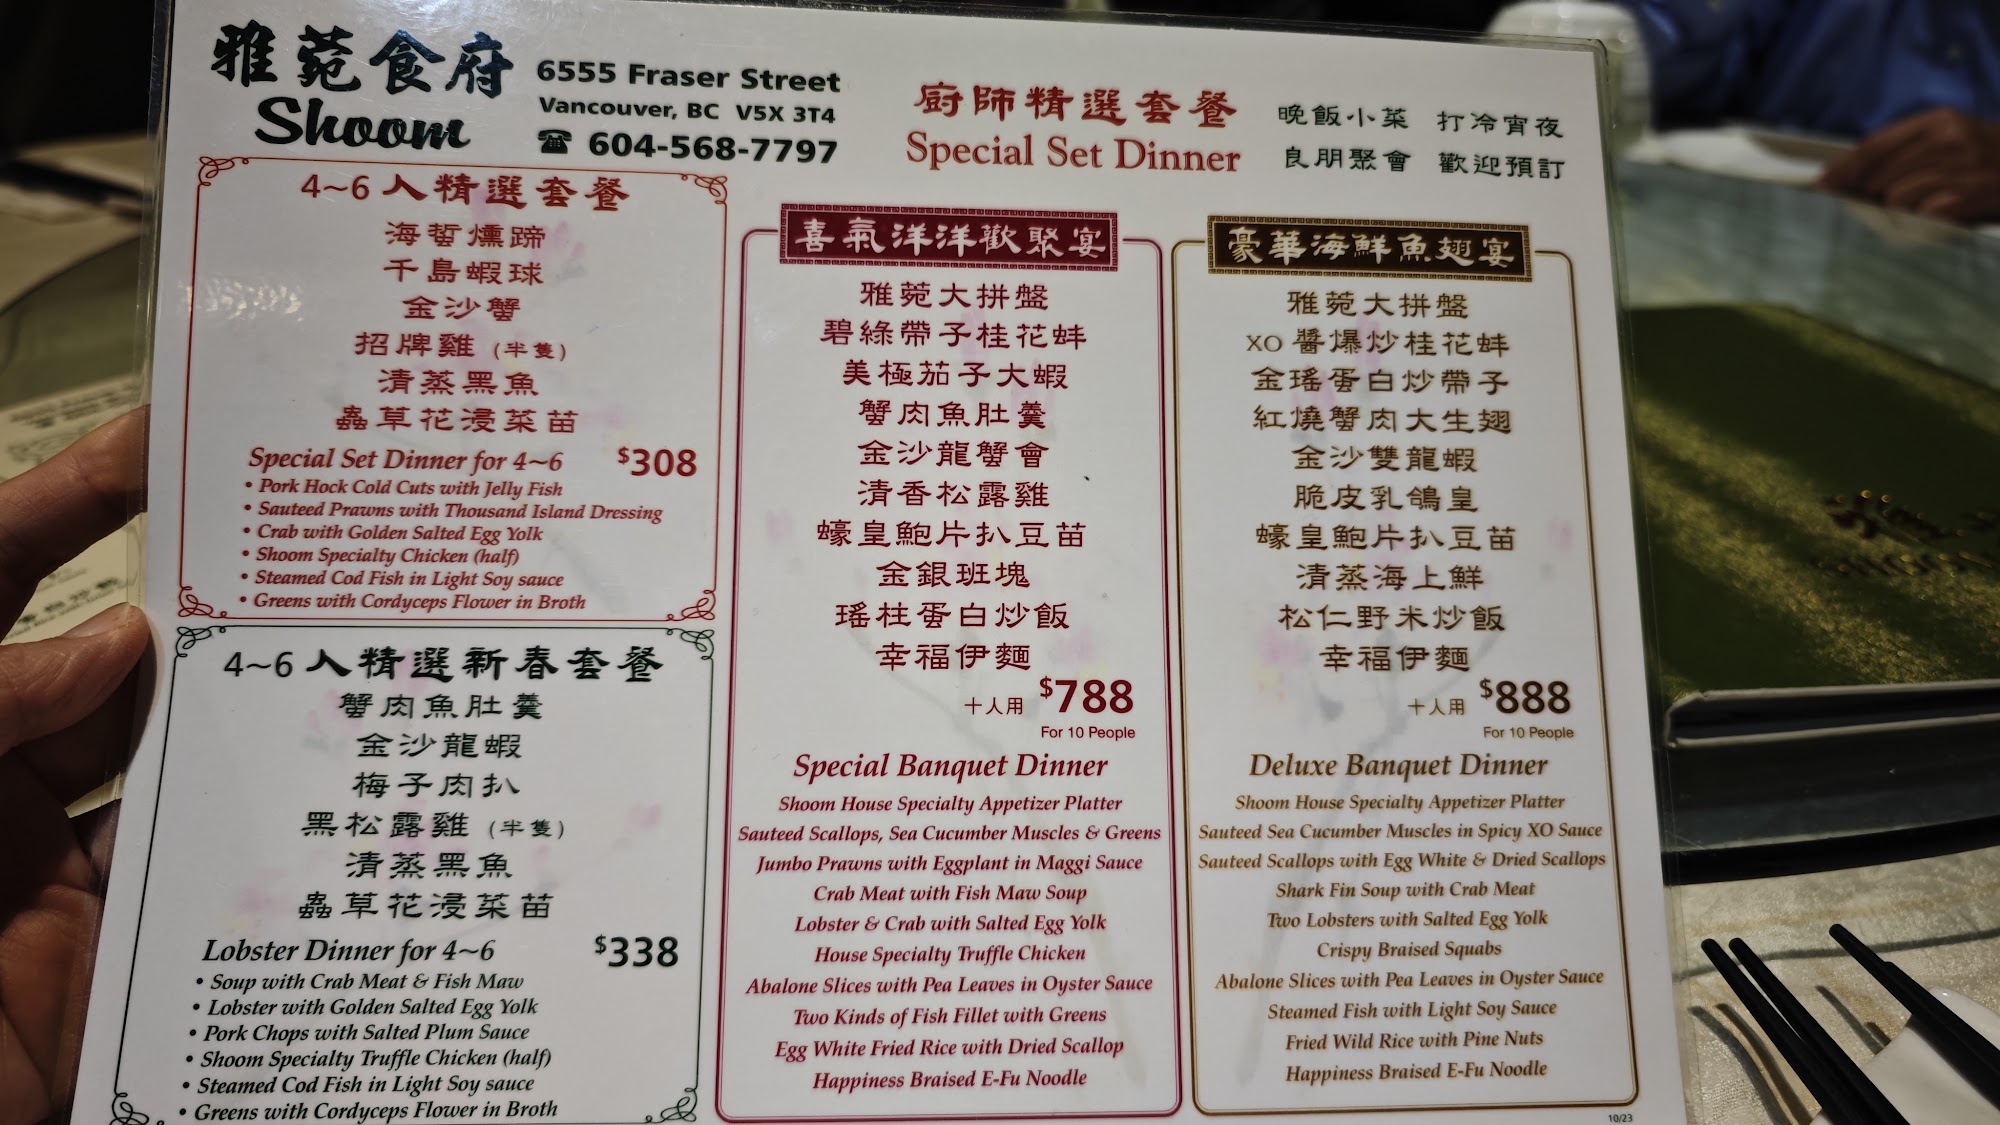 雅苑食府
Shoom
6555 Fraser Street
Vancouver, BC V5X 3T4
☎ 604-568-7797
廚師精選套餐
Special Set Dinner
晚飯小菜 打冷宵夜
良朋聚會 歡迎預訂
4~6 人精選套餐
海蜇燻蹄
千島蝦球
金沙蟹
招牌雞 (半隻)
清蒸黑魚
蟲草花浸菜苗
Special Set Dinner for 4~6 $308
• Pork Hock Cold Cuts with Jelly Fish
• Sauteed Prawns with Thousand Island Dressing
• Crab with Golden Salted Egg Yolk
• Shoom Specialty Chicken (half)
• Steamed Cod Fish in Light Soy sauce
• Greens with Cordyceps Flower in Broth
4~6 人精選新春套餐
蟹肉魚肚羹
金沙龍蝦
梅子肉扒
黑松露雞 (半隻)
清蒸黑魚
蟲草花浸菜苗
Lobster Dinner for 4~6 $338
• Soup with Crab Meat & Fish Maw
• Lobster with Golden Salted Egg Yolk
• Pork Chops with Salted Plum Sauce
• Shoom Specialty Truffle Chicken (half)
• Steamed Cod Fish in Light Soy sauce
• Greens with Cordyceps Flower in Broth
喜氣洋洋歡聚宴
雅苑大拼盤
碧綠帶子桂花蚌
美極茄子大蝦
蟹肉魚肚羹
金沙龍蟹會
清香松露雞
蠔皇鮑片扒豆苗
金銀班塊
瑤柱蛋白炒飯
幸福伊麵
十人用 $788
For 10 People
Special Banquet Dinner
Shoom House Specialty Appetizer Platter
Sauteed Scallops, Sea Cucumber Muscles & Greens
Jumbo Prawns with Eggplant in Maggi Sauce
Crab Meat with Fish Maw Soup
Lobster & Crab with Salted Egg Yolk
House Specialty Truffle Chicken
Abalone Slices with Pea Leaves in Oyster Sauce
Two Kinds of Fish Fillet with Greens
Egg White Fried Rice with Dried Scallop
Happiness Braised E-Fu Noodle
豪華海鮮魚翅宴
雅苑大拼盤
XO 醬爆炒桂花蚌
金瑤蛋白炒帶子
紅燒蟹肉大生翅
金沙雙龍蝦
脆皮乳鴿皇
蠔皇鮑片扒豆苗
清蒸海上鮮
松仁野米炒飯
幸福伊麵
十人用 $888
For 10 People
Deluxe Banquet Dinner
Shoom House Specialty Appetizer Platter
Sauteed Sea Cucumber Muscles in Spicy XO Sauce
Sauteed Scallops with Egg White & Dried Scallops
Shark Fin Soup with Crab Meat
Two Lobsters with Salted Egg Yolk
Crispy Braised Squabs
Abalone Slices with Pea Leaves in Oyster Sauce
Steamed Fish with Light Soy Sauce
Fried Wild Rice with Pine Nuts
Happiness Braised E-Fu Noodle
10/23